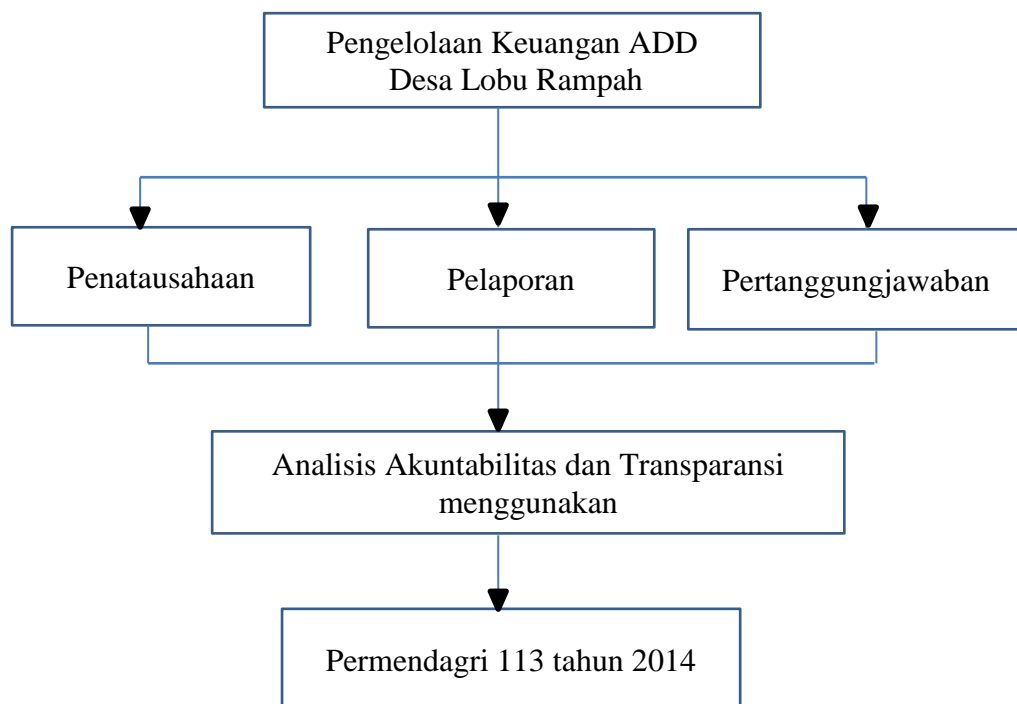 Pengelolaan Keuangan ADD
Desa Lobu Rampah
Penatausahaan
Pelaporan
Pertanggungjawaban
Analisis Akuntabilitas dan Transparansi
menggunakan
Permendagri 113 tahun 2014